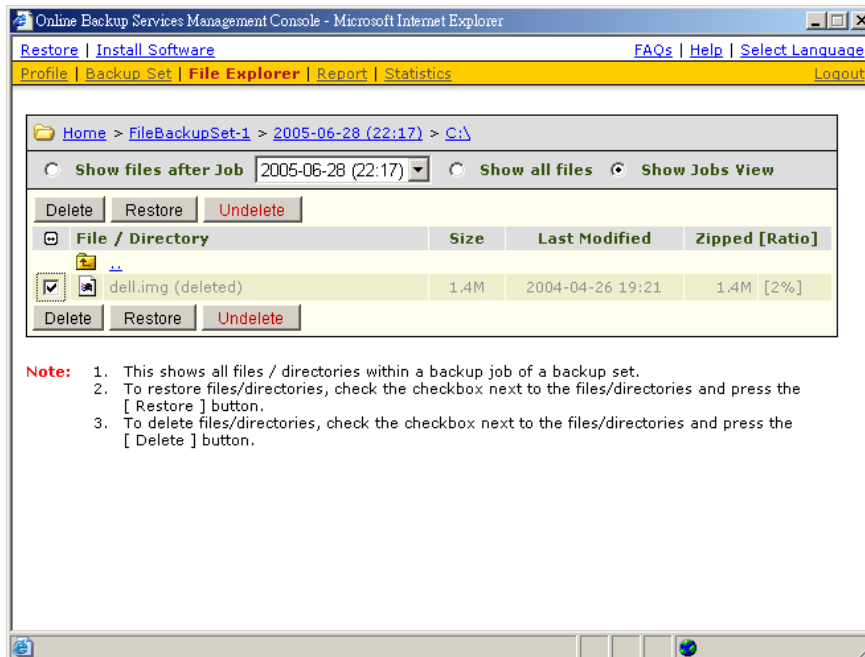 Online Backup Services Management Console - Microsoft Internet Explorer
Restore | Install Software FAQs | Help | Select Language
Profile | Backup Set | File Explorer | Report | Statistics Logout
Home > FileBackupSet-1 > 2005-06-28 (22:17) > C:\
Show files after Job 2005-06-28 (22:17) Show all files Show Jobs View
Delete Restore Undelete
File / Directory Size Last Modified Zipped [Ratio]
..
dell.img (deleted) 1.4M 2004-04-26 19:21 1.4M [2%]
Delete Restore Undelete
Note: 1. This shows all files / directories within a backup job of a backup set.
2. To restore files/directories, check the checkbox next to the files/directories and press the
[ Restore ] button.
3. To delete files/directories, check the checkbox next to the files/directories and press the
[ Delete ] button.